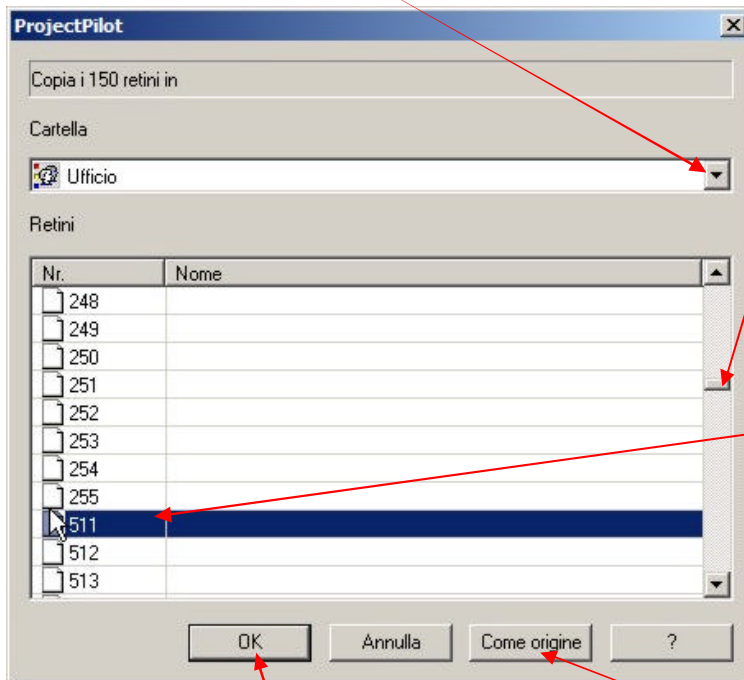 ProjectPilot
Copia i 150 retini in
Cartella
Ufficio
Retini
Nr. Nome
248
249
250
251
252
253
254
255
511
512
513
OK Annulla Come origine ?